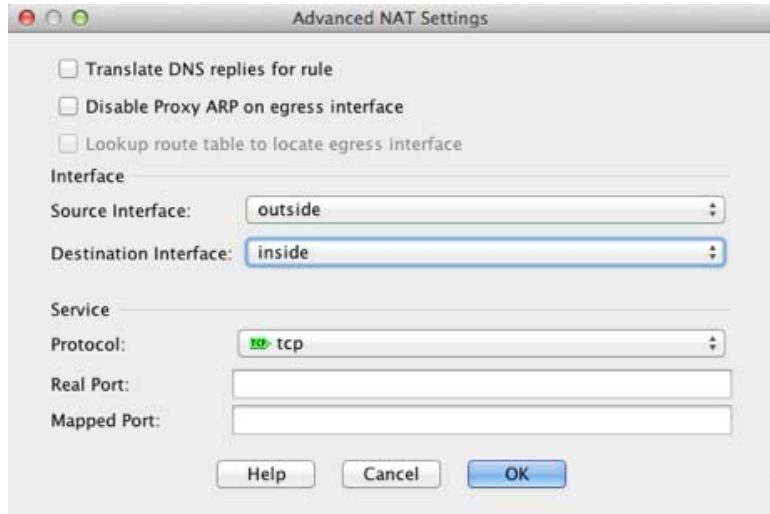 Advanced NAT Settings
Translate DNS replies for rule
Disable Proxy ARP on egress interface
Lookup route table to locate egress interface
Interface
Source Interface: outside
Destination Interface: inside
Service
Protocol: TCP tcp
Real Port:
Mapped Port:
Help Cancel OK